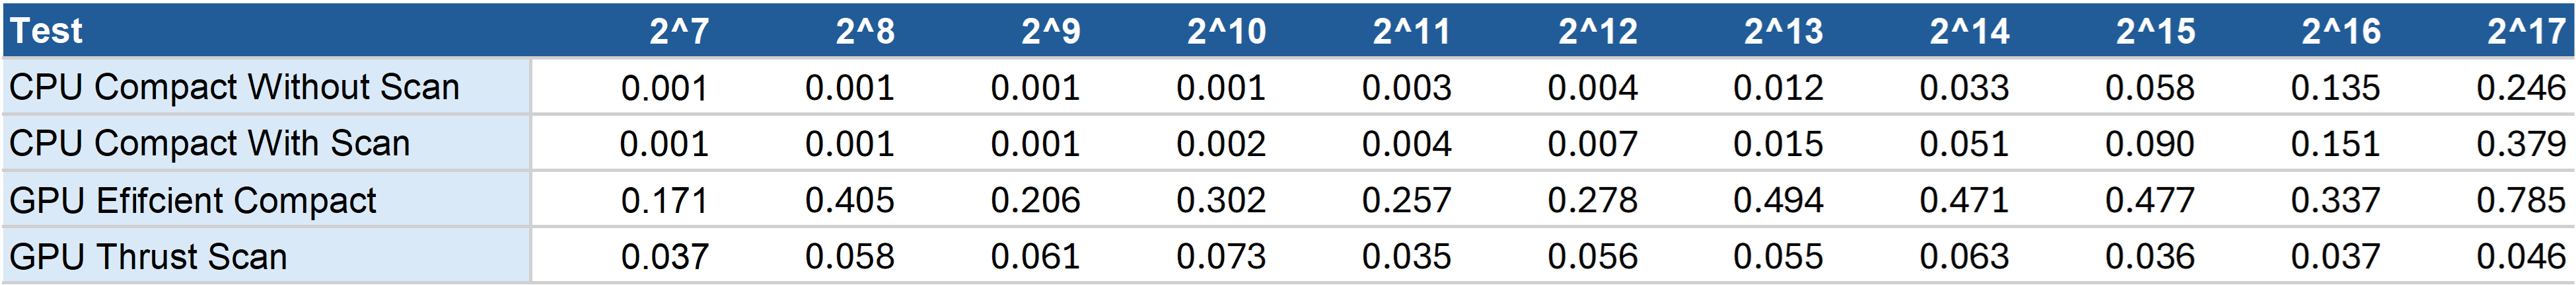 Test 2^7 2^8 2^9 2^10 2^11 2^12 2^13 2^14 2^15 2^16 2^17
CPU Compact Without Scan 0.001 0.001 0.001 0.001 0.003 0.004 0.012 0.033 0.058 0.135 0.246
CPU Compact With Scan 0.001 0.001 0.001 0.002 0.004 0.007 0.015 0.051 0.090 0.151 0.379
GPU Efifcient Compact 0.171 0.405 0.206 0.302 0.257 0.278 0.494 0.471 0.477 0.337 0.785
GPU Thrust Scan 0.037 0.058 0.061 0.073 0.035 0.056 0.055 0.063 0.036 0.037 0.046